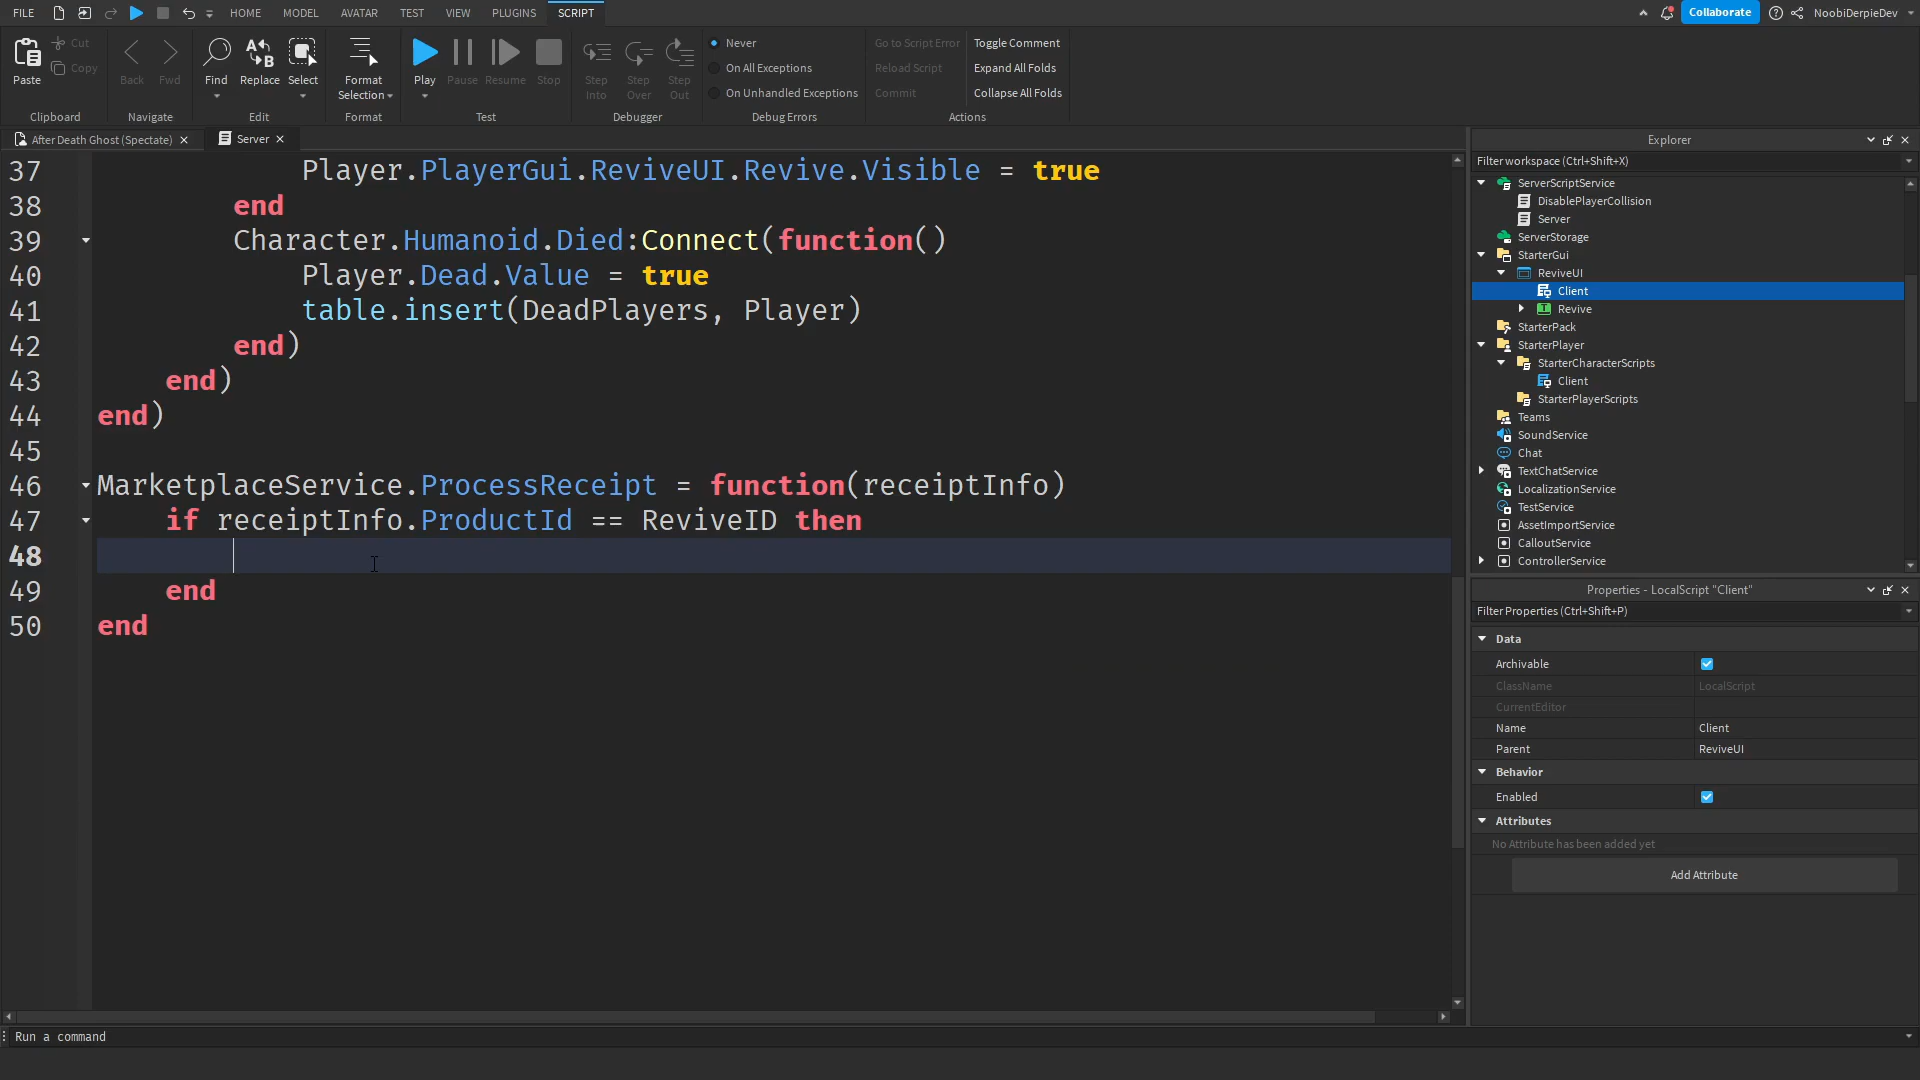 FILE HOME MODEL AVATAR TEST VIEW PLUGINS SCRIPT Collaborate NoobiDerpieDev
Paste Cut Copy Back Fwd Find Replace Select Format Selection Play Pause Resume Stop Step Into Step Over Step Out
Never
On All Exceptions
On Unhandled Exceptions
Go to Script Error Toggle Comment
Reload Script Expand All Folds
Commit Collapse All Folds
Clipboard Navigate Edit Format Test Debugger Debug Errors Actions
After Death Ghost (Spectate) Server
37 Player.PlayerGui.ReviveUI.Revive.Visible = true
38 end
39 Character.Humanoid.Died:Connect(function()
40 Player.Dead.Value = true
41 table.insert(DeadPlayers, Player)
42 end)
43 end)
44 end)
45
46 MarketplaceService.ProcessReceipt = function(receiptInfo)
47 if receiptInfo.ProductId == ReviveID then
48
49 end
50 end
Run a command
Explorer
Filter workspace (Ctrl+Shift+X)
ServerScriptService
DisablePlayerCollision
Server
ServerStorage
StarterGui
ReviveUI
Client
Revive
StarterPack
StarterPlayer
StarterCharacterScripts
Client
StarterPlayerScripts
Teams
SoundService
Chat
TextChatService
LocalizationService
TestService
AssetImportService
CalloutService
ControllerService
Properties - LocalScript "Client"
Filter Properties (Ctrl+Shift+P)
Data
Archivable
ClassName LocalScript
CurrentEditor
Name Client
Parent ReviveUI
Behavior
Enabled
Attributes
No Attribute has been added yet
Add Attribute